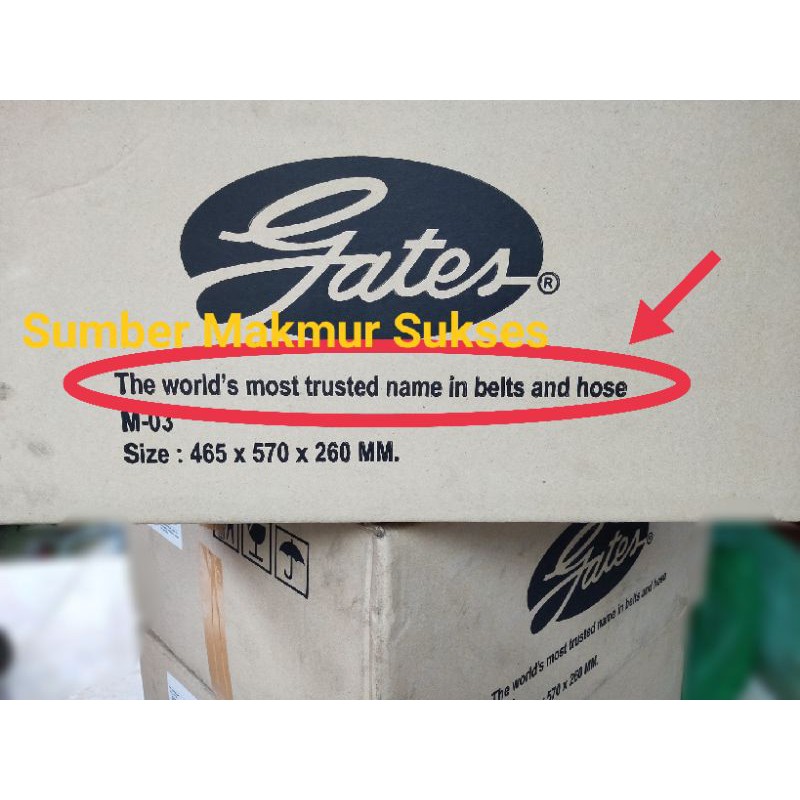 Gates®
Sumber Makmur Sukses
The world's most trusted name in belts and hose
M-03
Size : 465 x 570 x 260 MM.
Gates®
The world's most trusted name in belts and hose
570 x 260 MM.